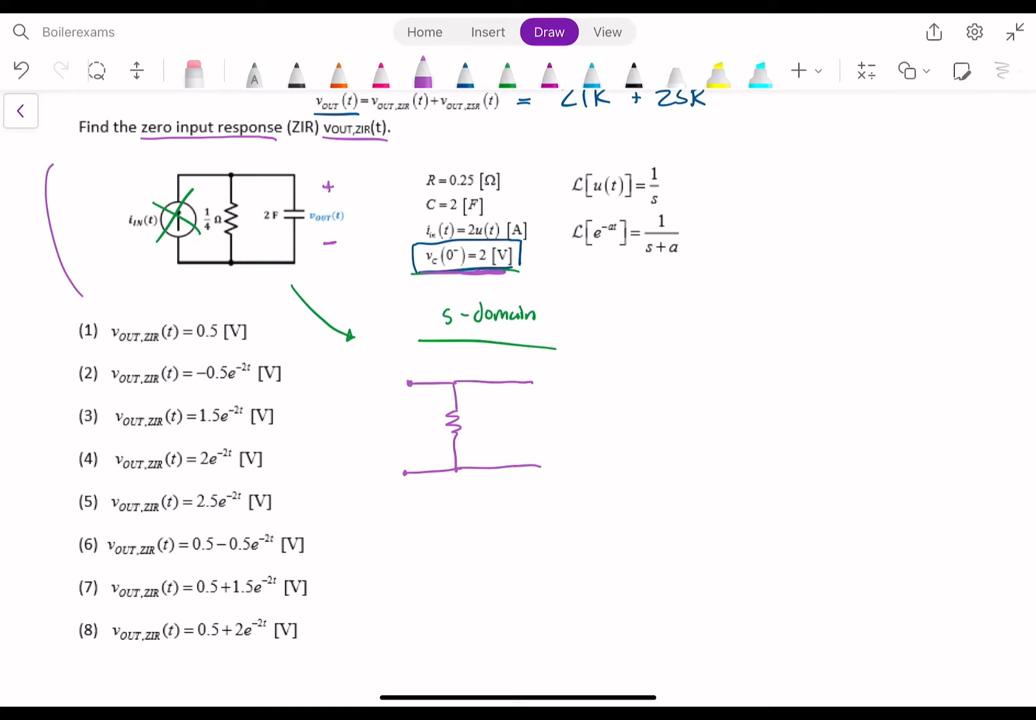 Boilerexams
Home Insert Draw View
A
v_OUT(t)=v_OUT,ZIR(t)+v_OUT,ZSR(t) = ZIR + ZSR
Find the zero input response (ZIR) vOUT,ZIR(t).
i_IN(t) 1/4 Ω 2 F + v_OUT(t) −
R=0.25 [Ω]
C=2 [F]
i_in(t)=2u(t) [A]
v_c(0⁻)=2 [V]
ℒ[u(t)]=1/s
ℒ[e^-at]=1/(s+a)
s-domain
(1) v_OUT,ZIR(t)=0.5 [V]
(2) v_OUT,ZIR(t)=−0.5e^-2t [V]
(3) v_OUT,ZIR(t)=1.5e^-2t [V]
(4) v_OUT,ZIR(t)=2e^-2t [V]
(5) v_OUT,ZIR(t)=2.5e^-2t [V]
(6) v_OUT,ZIR(t)=0.5−0.5e^-2t [V]
(7) v_OUT,ZIR(t)=0.5+1.5e^-2t [V]
(8) v_OUT,ZIR(t)=0.5+2e^-2t [V]